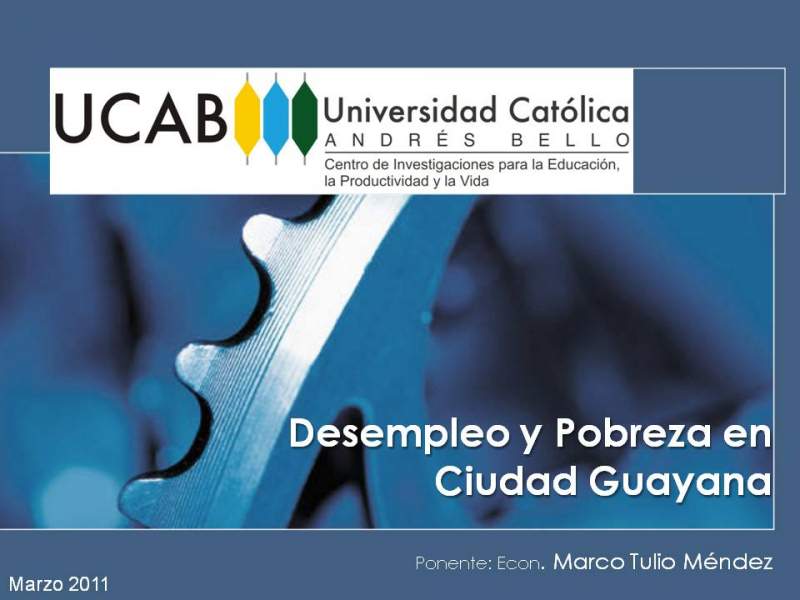 UCAB
Universidad Católica
ANDRÉS BELLO
Centro de Investigaciones para la Educación,
la Productividad y la Vida
Desempleo y Pobreza en
Ciudad Guayana
Ponente: Econ. Marco Tulio Méndez
Marzo 2011